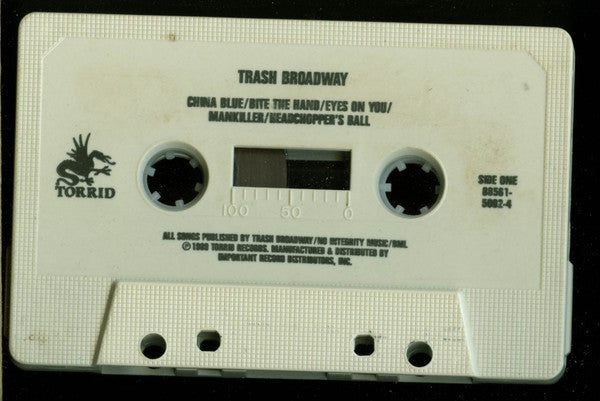 TRASH BROADWAY
CHINA BLUE/BITE THE HAND/EYES ON YOU/
MANKILLER/HEADCHOPPER'S BALL
TORRID
SIDE ONE
88561-
5002-4
100 50 0
ALL SONGS PUBLISHED BY TRASH BROADWAY/NO INTEGRITY MUSIC/BMI.
© 1989 TORRID RECORDS. MANUFACTURED & DISTRIBUTED BY
IMPORTANT RECORD DISTRIBUTORS, INC.